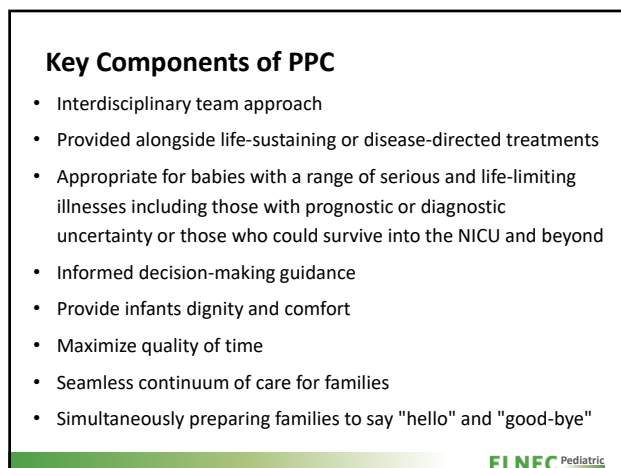 Key Components of PPC
• Interdisciplinary team approach
• Provided alongside life-sustaining or disease-directed treatments
• Appropriate for babies with a range of serious and life-limiting
illnesses including those with prognostic or diagnostic
uncertainty or those who could survive into the NICU and beyond
• Informed decision-making guidance
• Provide infants dignity and comfort
• Maximize quality of time
• Seamless continuum of care for families
• Simultaneously preparing families to say "hello" and "good-bye"
ELNEC Pediatric